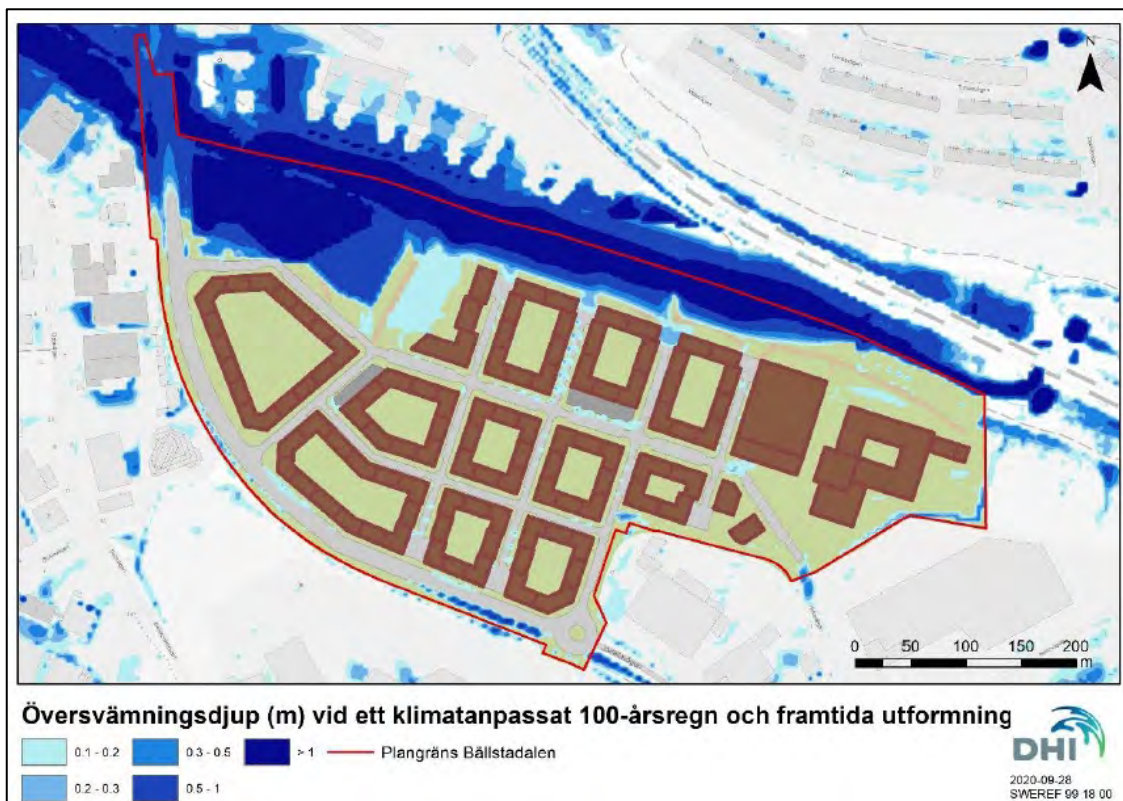 N
0 50 100 150 200
m
Översvämningsdjup (m) vid ett klimatanpassat 100-årsregn och framtida utformning
0.1 - 0.2 0.3 - 0.5 > 1 Plangräns Bällstadalen
0.2 - 0.3 0.5 - 1
DHI
2020-09-28
SWEREF 99 18 00